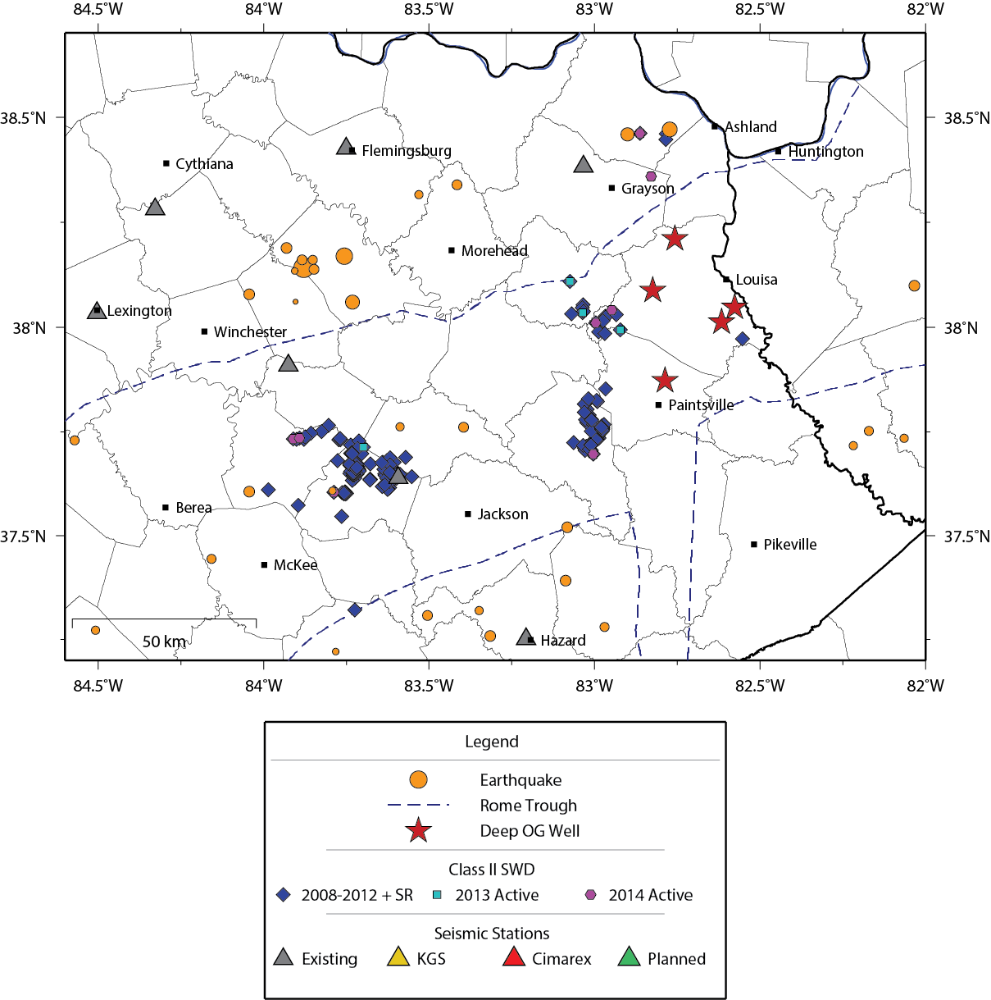 84.5°W 84°W 83.5°W 83°W 82.5°W 82°W
38.5°N 38.5°N
Ashland
Flemingsburg Huntington
Cythiana
Grayson
Morehead
Louisa
Lexington
38°N 38°N
Winchester
Paintsville
Berea
Jackson
37.5°N 37.5°N
Pikeville
McKee
50 km Hazard
84.5°W 84°W 83.5°W 83°W 82.5°W 82°W
Legend
Earthquake
Rome Trough
Deep OG Well
Class II SWD
2008-2012 + SR 2013 Active 2014 Active
Seismic Stations
Existing KGS Cimarex Planned